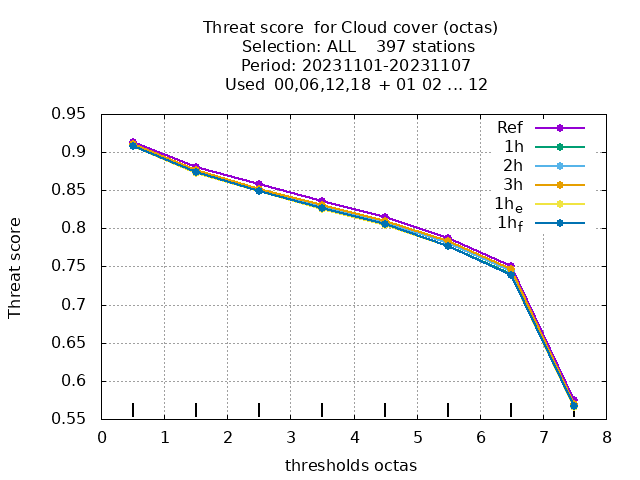 Threat score  for Cloud cover (octas)
Selection: ALL    397 stations
Period: 20231101-20231107
Used  00,06,12,18  + 01 02 ... 12
Ref
1h
2h
3h
1he
1hf
0.95
0.9
0.85
0.8
0.75
0.7
0.65
0.6
0.55
Threat score
0 1 2 3 4 5 6 7 8
thresholds octas